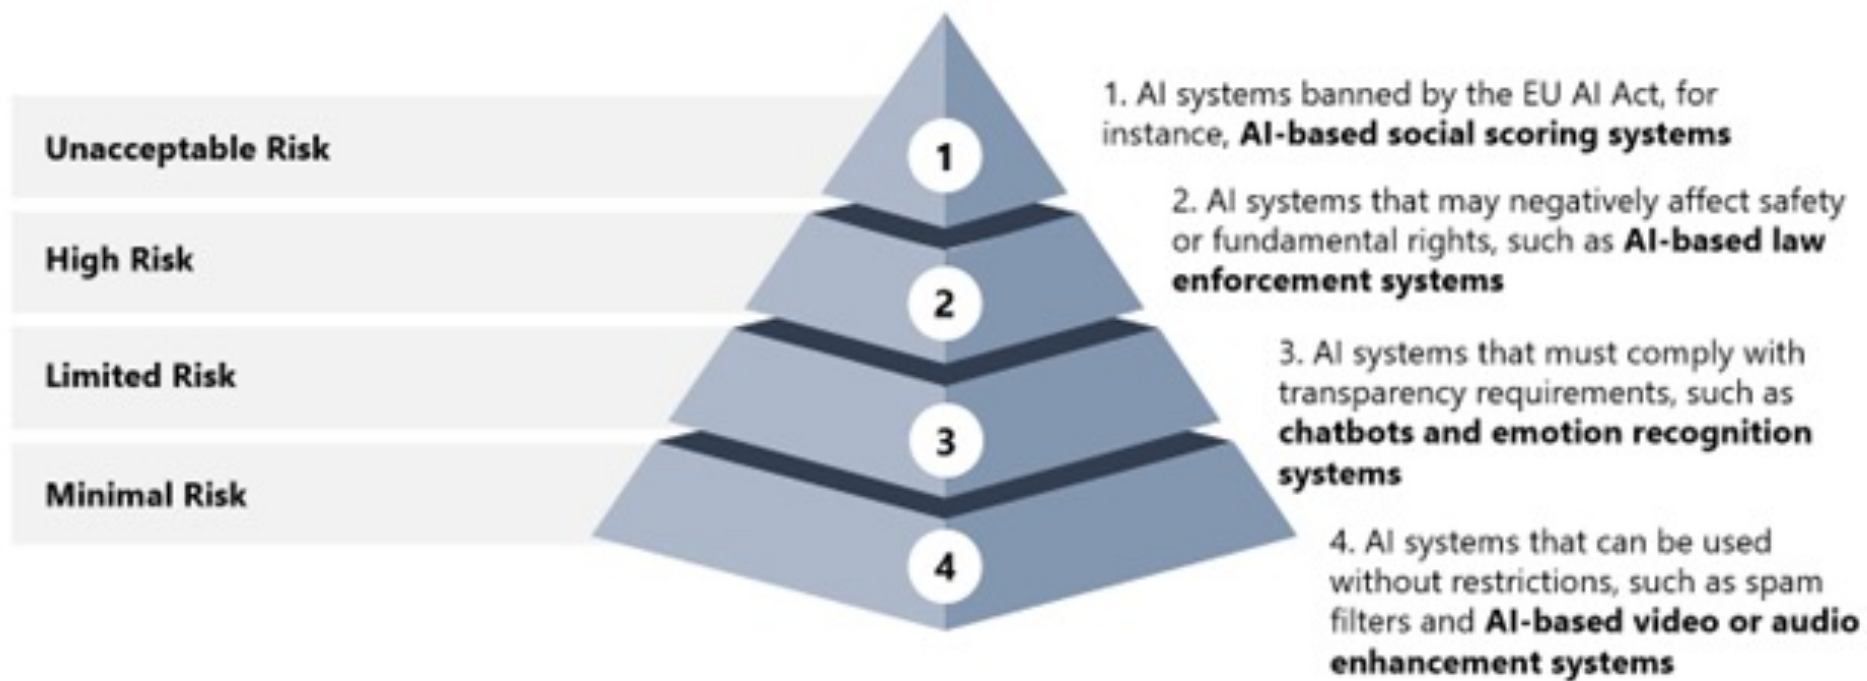 Unacceptable Risk
High Risk
Limited Risk
Minimal Risk
1
2
3
4
1. AI systems banned by the EU AI Act, for
instance, AI-based social scoring systems
2. AI systems that may negatively affect safety
or fundamental rights, such as AI-based law
enforcement systems
3. AI systems that must comply with
transparency requirements, such as
chatbots and emotion recognition
systems
4. AI systems that can be used
without restrictions, such as spam
filters and AI-based video or audio
enhancement systems